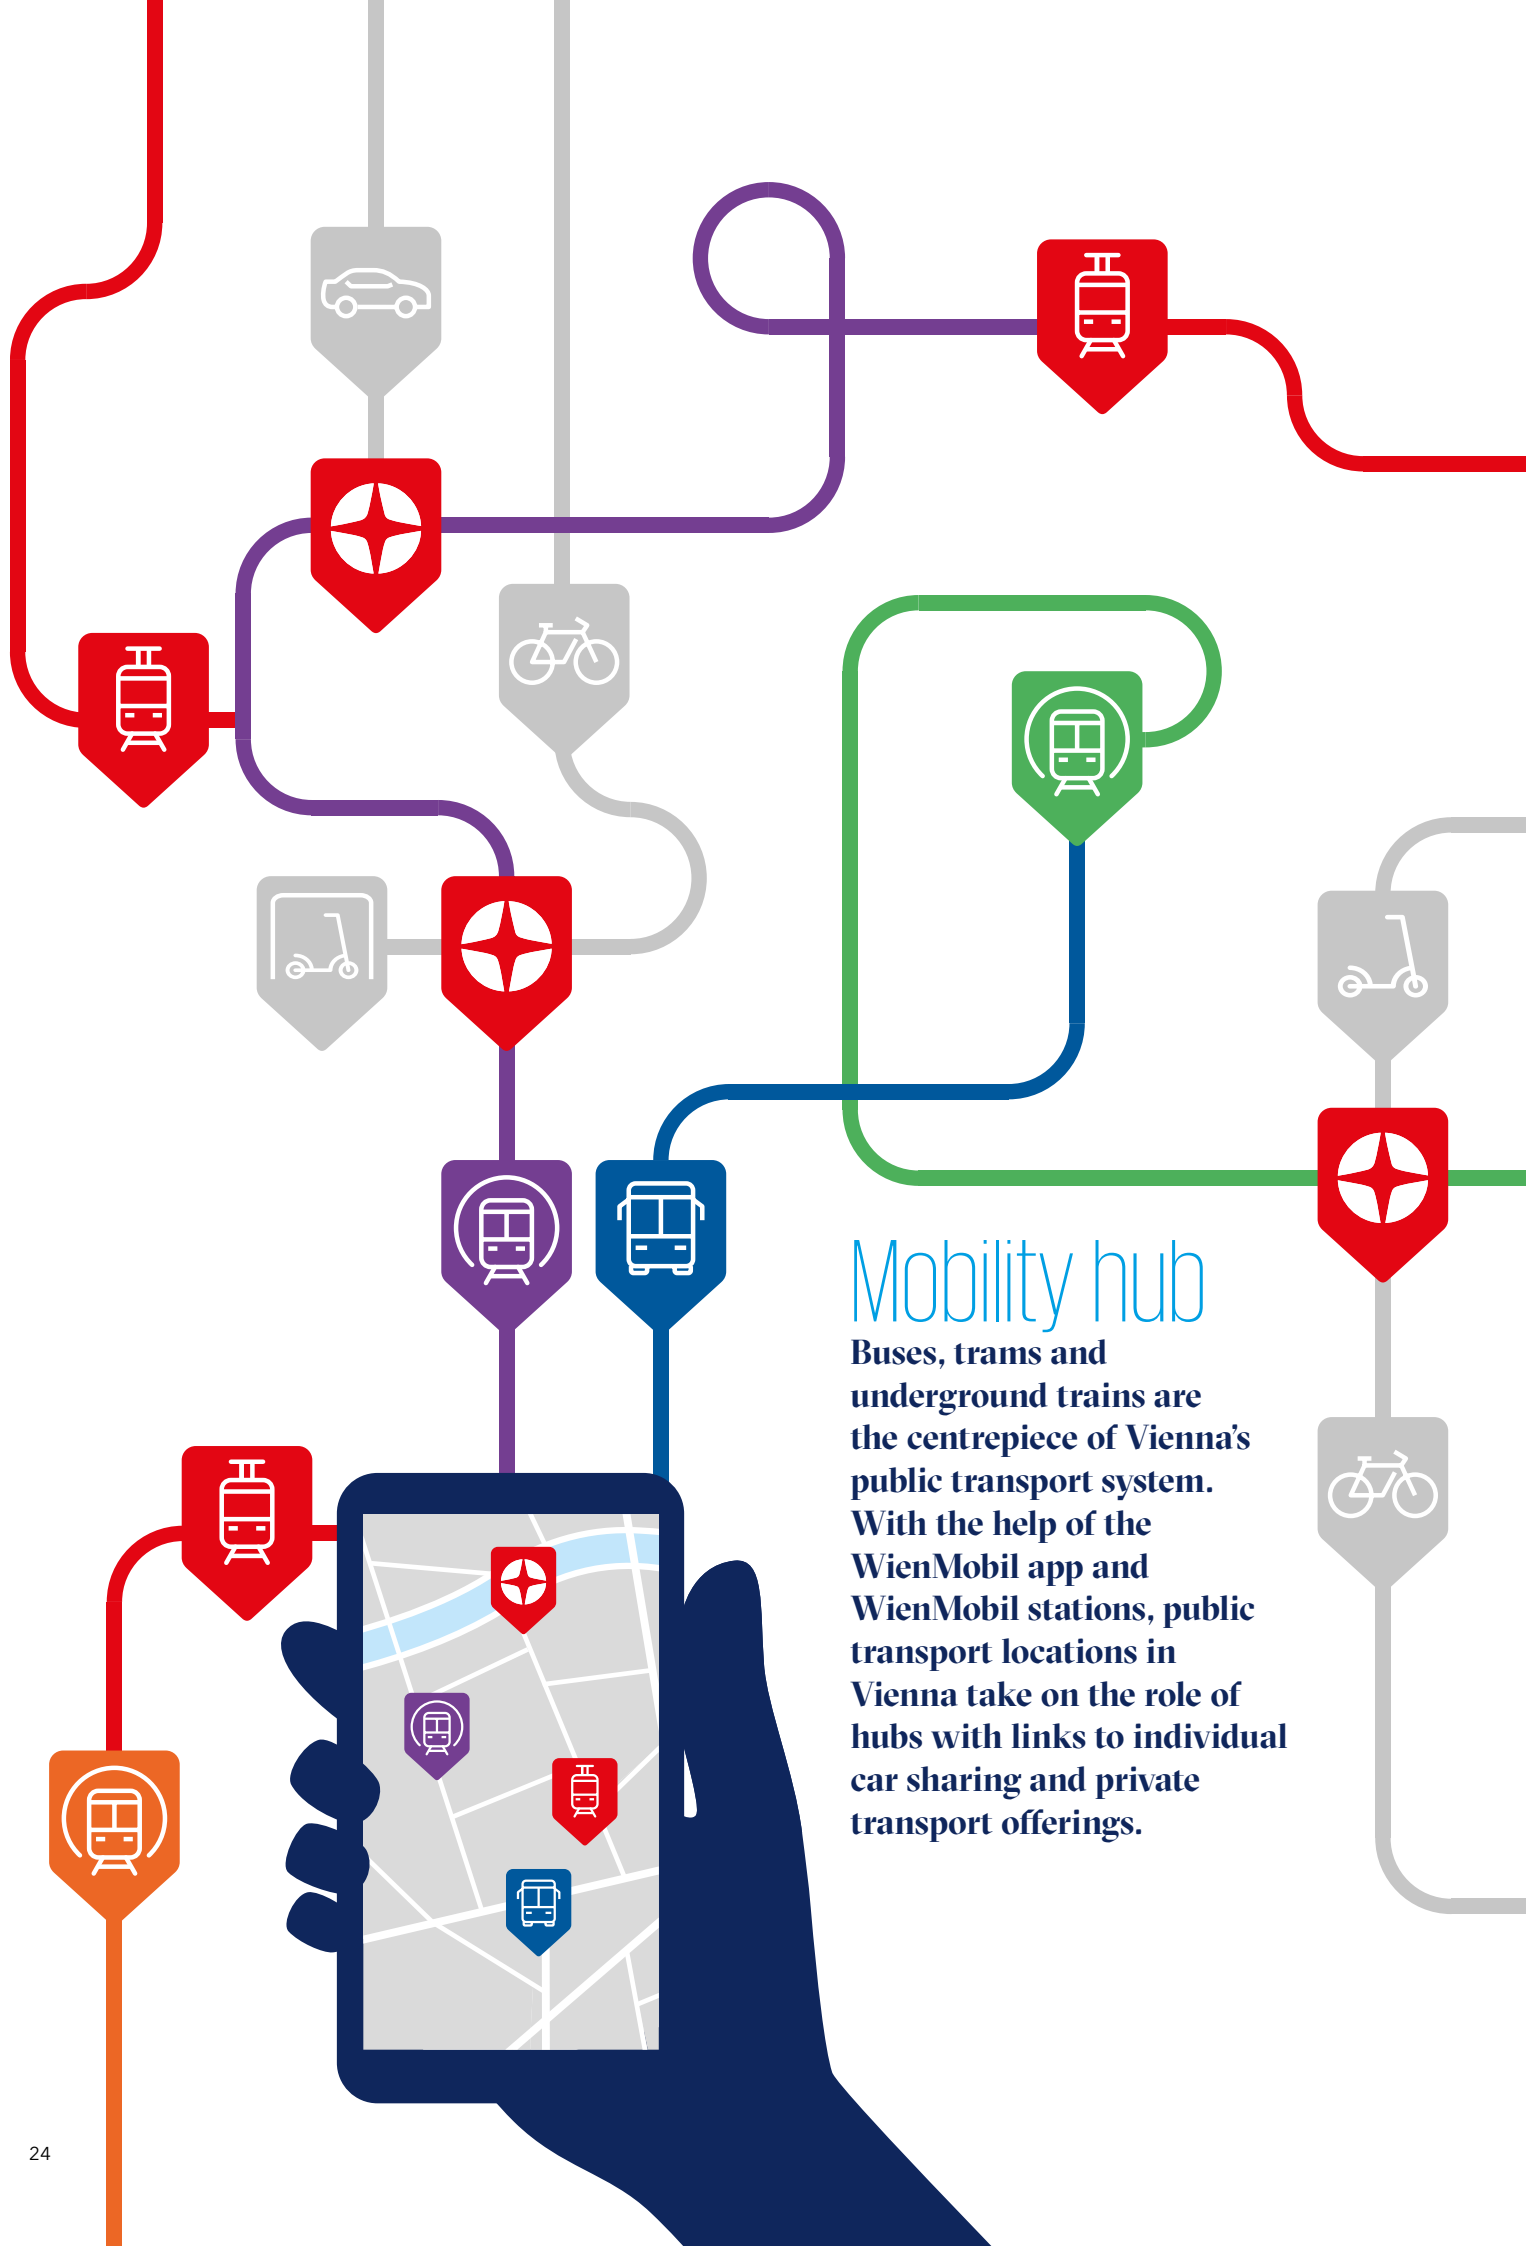 Mobility hub
Buses, trams and
underground trains are
the centrepiece of Vienna’s
public transport system.
With the help of the
WienMobil app and
WienMobil stations, public
transport locations in
Vienna take on the role of
hubs with links to individual
car sharing and private
transport offerings.
24